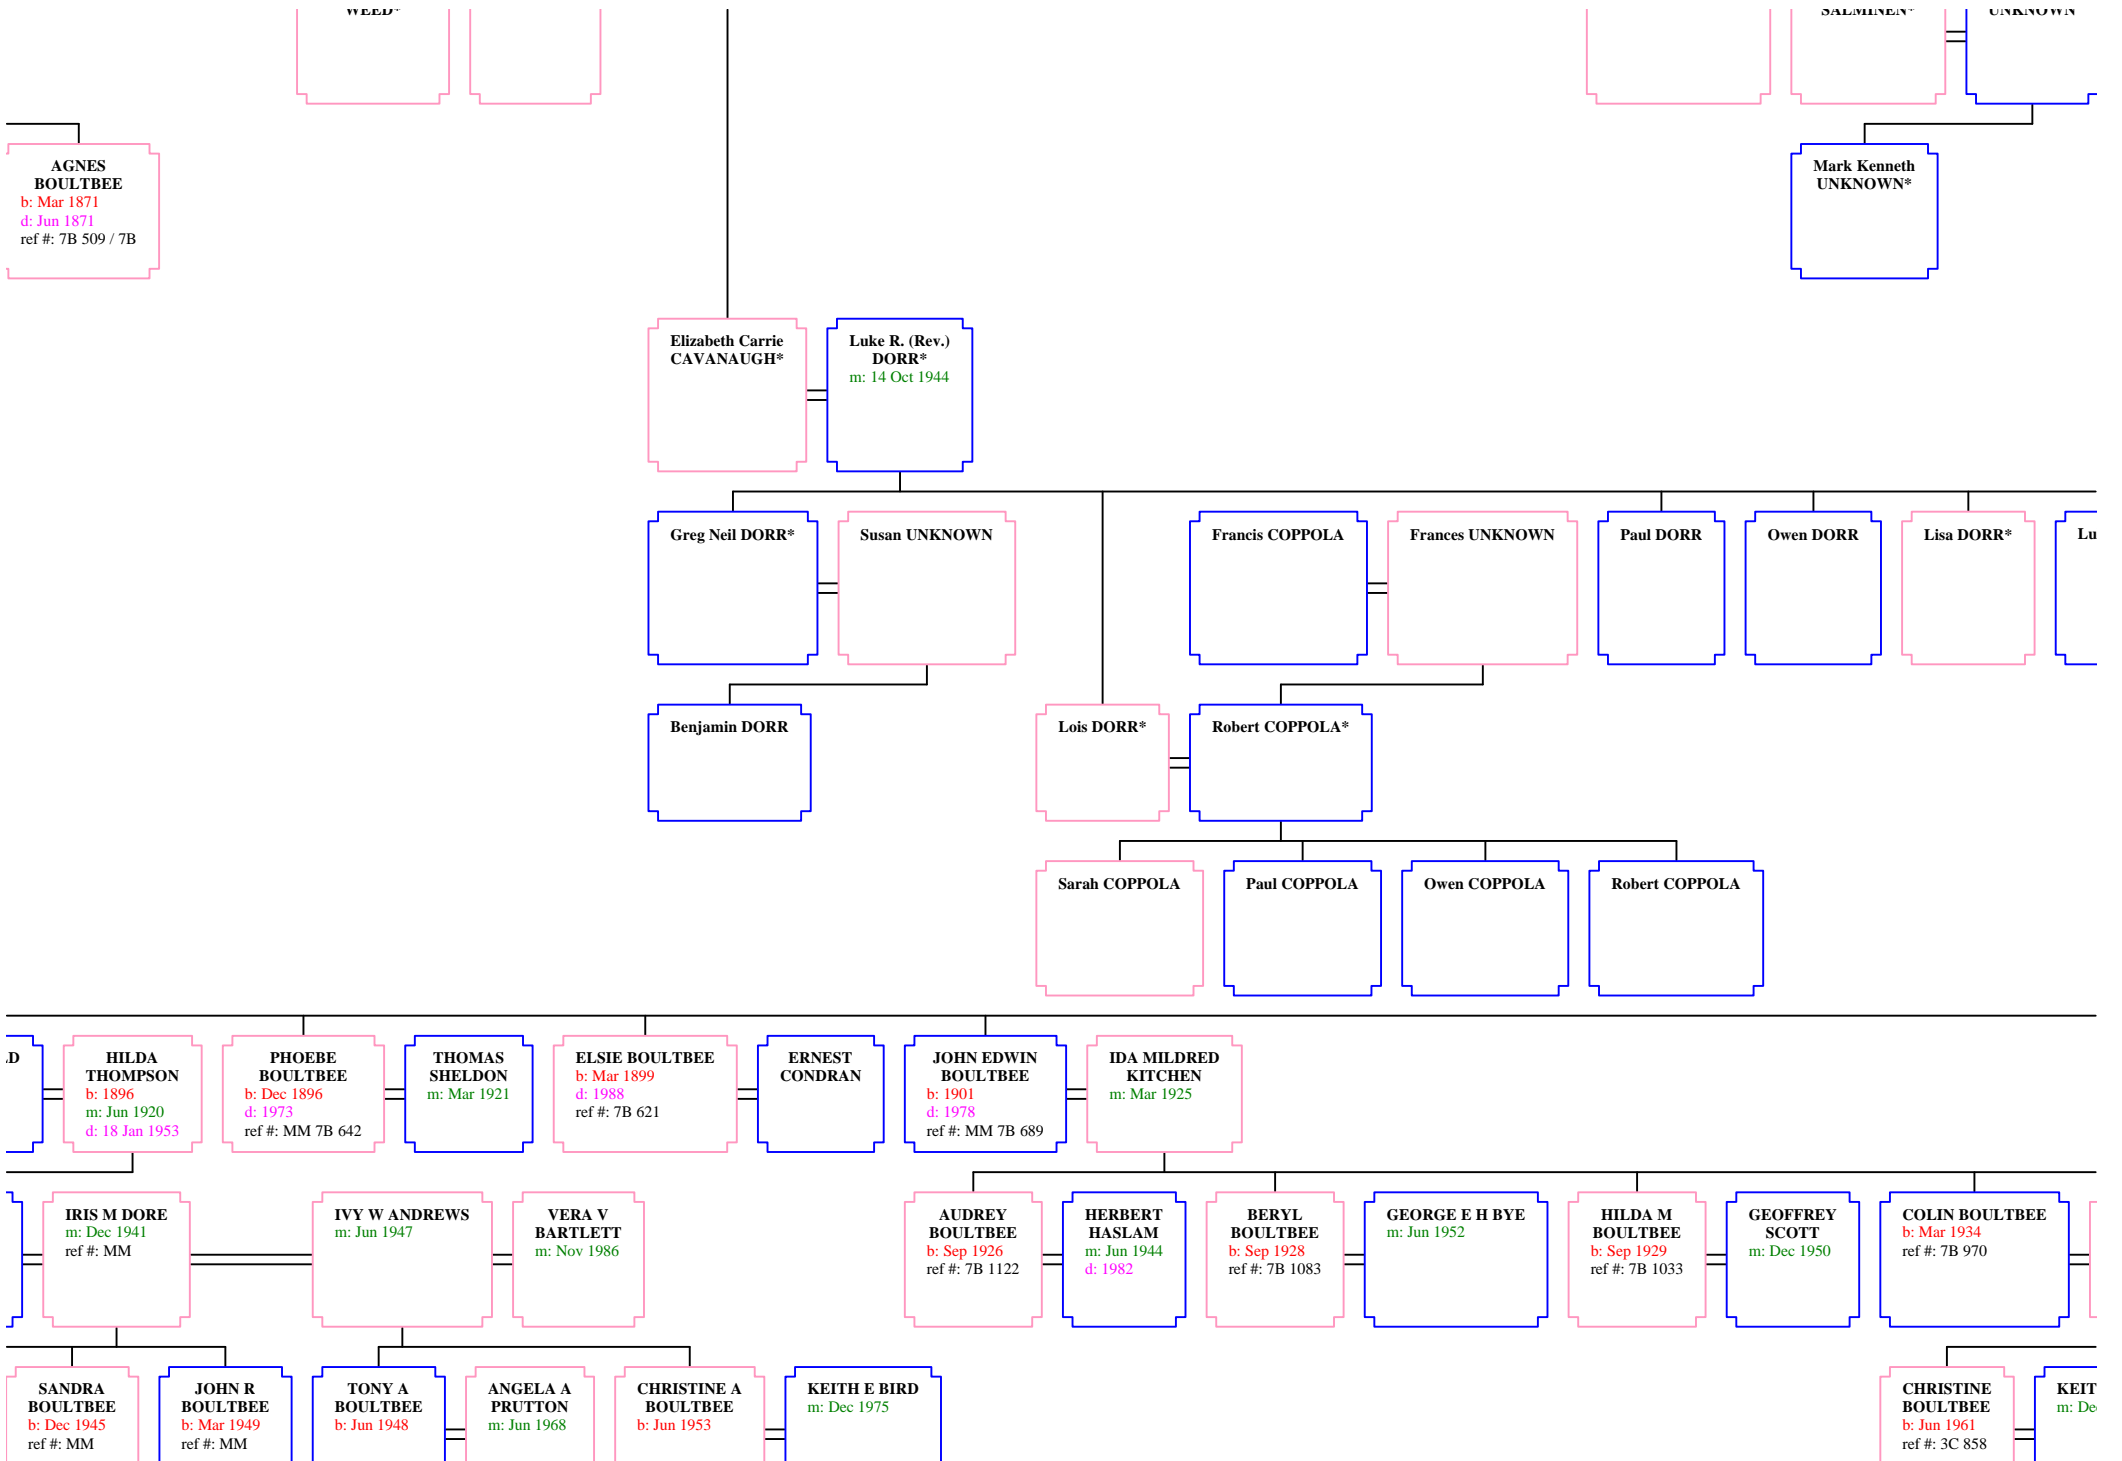 WEED*
SALMINEN*
UNKNOWN
AGNES
BOULTBEE
b: Mar 1871
d: Jun 1871
ref #: 7B 509 / 7B
Mark Kenneth
UNKNOWN*
Elizabeth Carrie
CAVANAUGH*
Luke R. (Rev.)
DORR*
m: 14 Oct 1944
Greg Neil DORR*
Susan UNKNOWN
Francis COPPOLA
Frances UNKNOWN
Paul DORR
Owen DORR
Lisa DORR*
Lu
Benjamin DORR
Lois DORR*
Robert COPPOLA*
Sarah COPPOLA
Paul COPPOLA
Owen COPPOLA
Robert COPPOLA
D
HILDA
THOMPSON
b: 1896
m: Jun 1920
d: 18 Jan 1953
PHOEBE
BOULTBEE
b: Dec 1896
d: 1973
ref #: MM 7B 642
THOMAS
SHELDON
m: Mar 1921
ELSIE BOULTBEE
b: Mar 1899
d: 1988
ref #: 7B 621
ERNEST
CONDRAN
JOHN EDWIN
BOULTBEE
b: 1901
d: 1978
ref #: MM 7B 689
IDA MILDRED
KITCHEN
m: Mar 1925
IRIS M DORE
m: Dec 1941
ref #: MM
IVY W ANDREWS
m: Jun 1947
VERA V
BARTLETT
m: Nov 1986
AUDREY
BOULTBEE
b: Sep 1926
ref #: 7B 1122
HERBERT
HASLAM
m: Jun 1944
d: 1982
BERYL
BOULTBEE
b: Sep 1928
ref #: 7B 1083
GEORGE E H BYE
m: Jun 1952
HILDA M
BOULTBEE
b: Sep 1929
ref #: 7B 1033
GEOFFREY
SCOTT
m: Dec 1950
COLIN BOULTBEE
b: Mar 1934
ref #: 7B 970
SANDRA
BOULTBEE
b: Dec 1945
ref #: MM
JOHN R
BOULTBEE
b: Mar 1949
ref #: MM
TONY A
BOULTBEE
b: Jun 1948
ANGELA A
PRUTTON
m: Jun 1968
CHRISTINE A
BOULTBEE
b: Jun 1953
KEITH E BIRD
m: Dec 1975
CHRISTINE
BOULTBEE
b: Jun 1961
ref #: 3C 858
KEIT
m: De